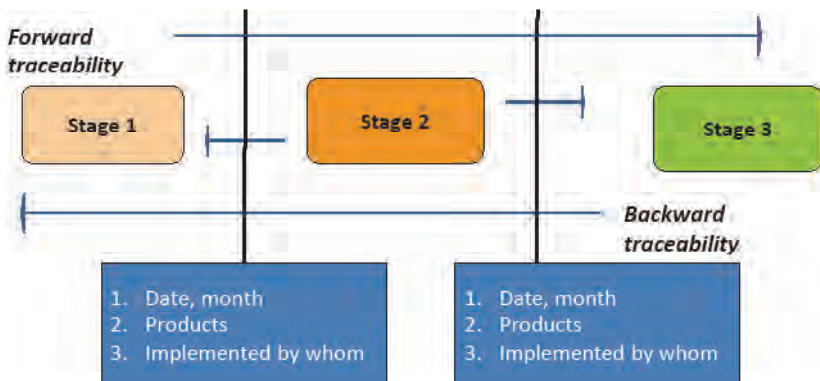 Forward
traceability
Stage 1
Stage 2
Stage 3
Backward
traceability
1. Date, month
2. Products
3. Implemented by whom
1. Date, month
2. Products
3. Implemented by whom